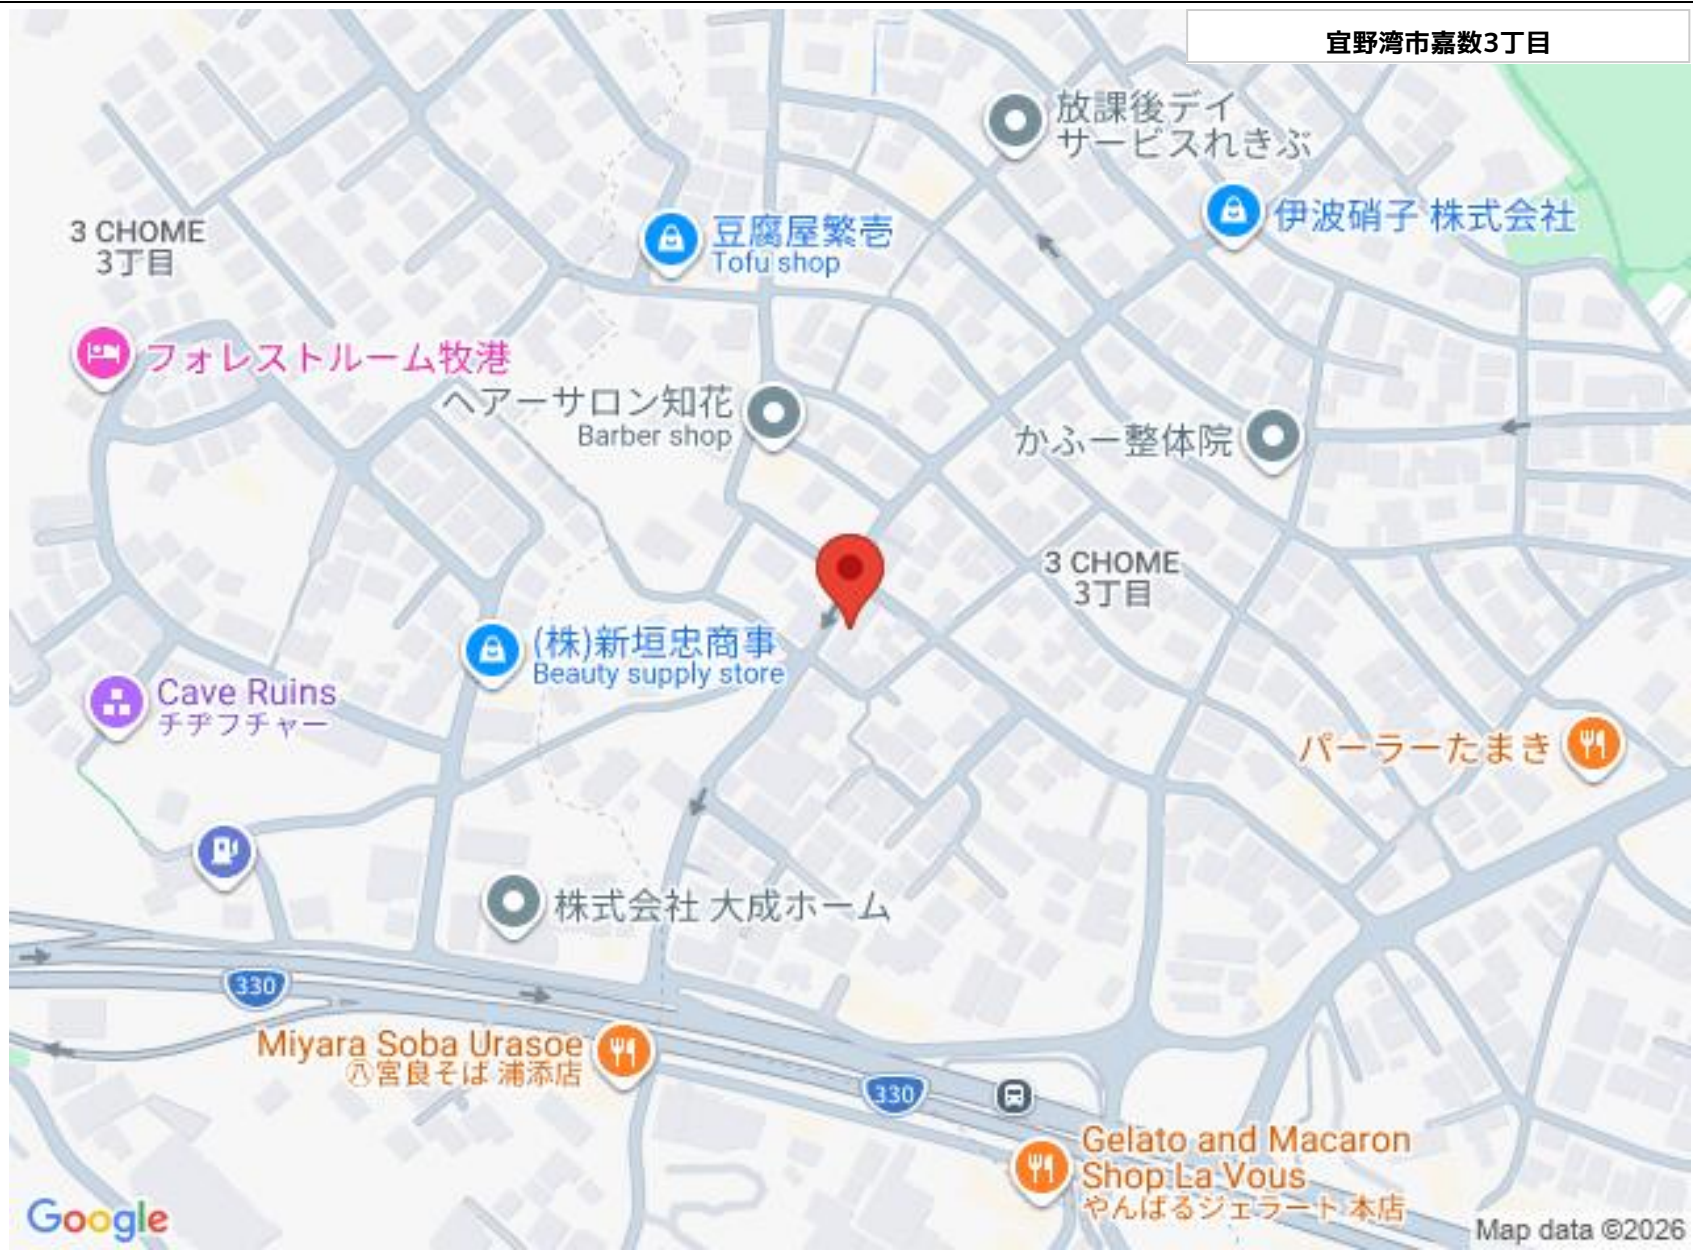 宜野湾市嘉数3丁目
放課後デイ
サービスれきぶ
伊波硝子 株式会社
豆腐屋繁壱
Tofu shop
3 CHOME
3丁目
フォレストルーム牧港
ヘアーサロン知花
Barber shop
かふー整体院
3 CHOME
3丁目
(株)新垣忠商事
Beauty supply store
Cave Ruins
チヂフチャー
パーラーたまき
株式会社 大成ホーム
330
Miyara Soba Urasoe
八宮良そば 浦添店
330
Gelato and Macaron
Shop La Vous
やんばるジェラート 本店
Google
Map data ©2026